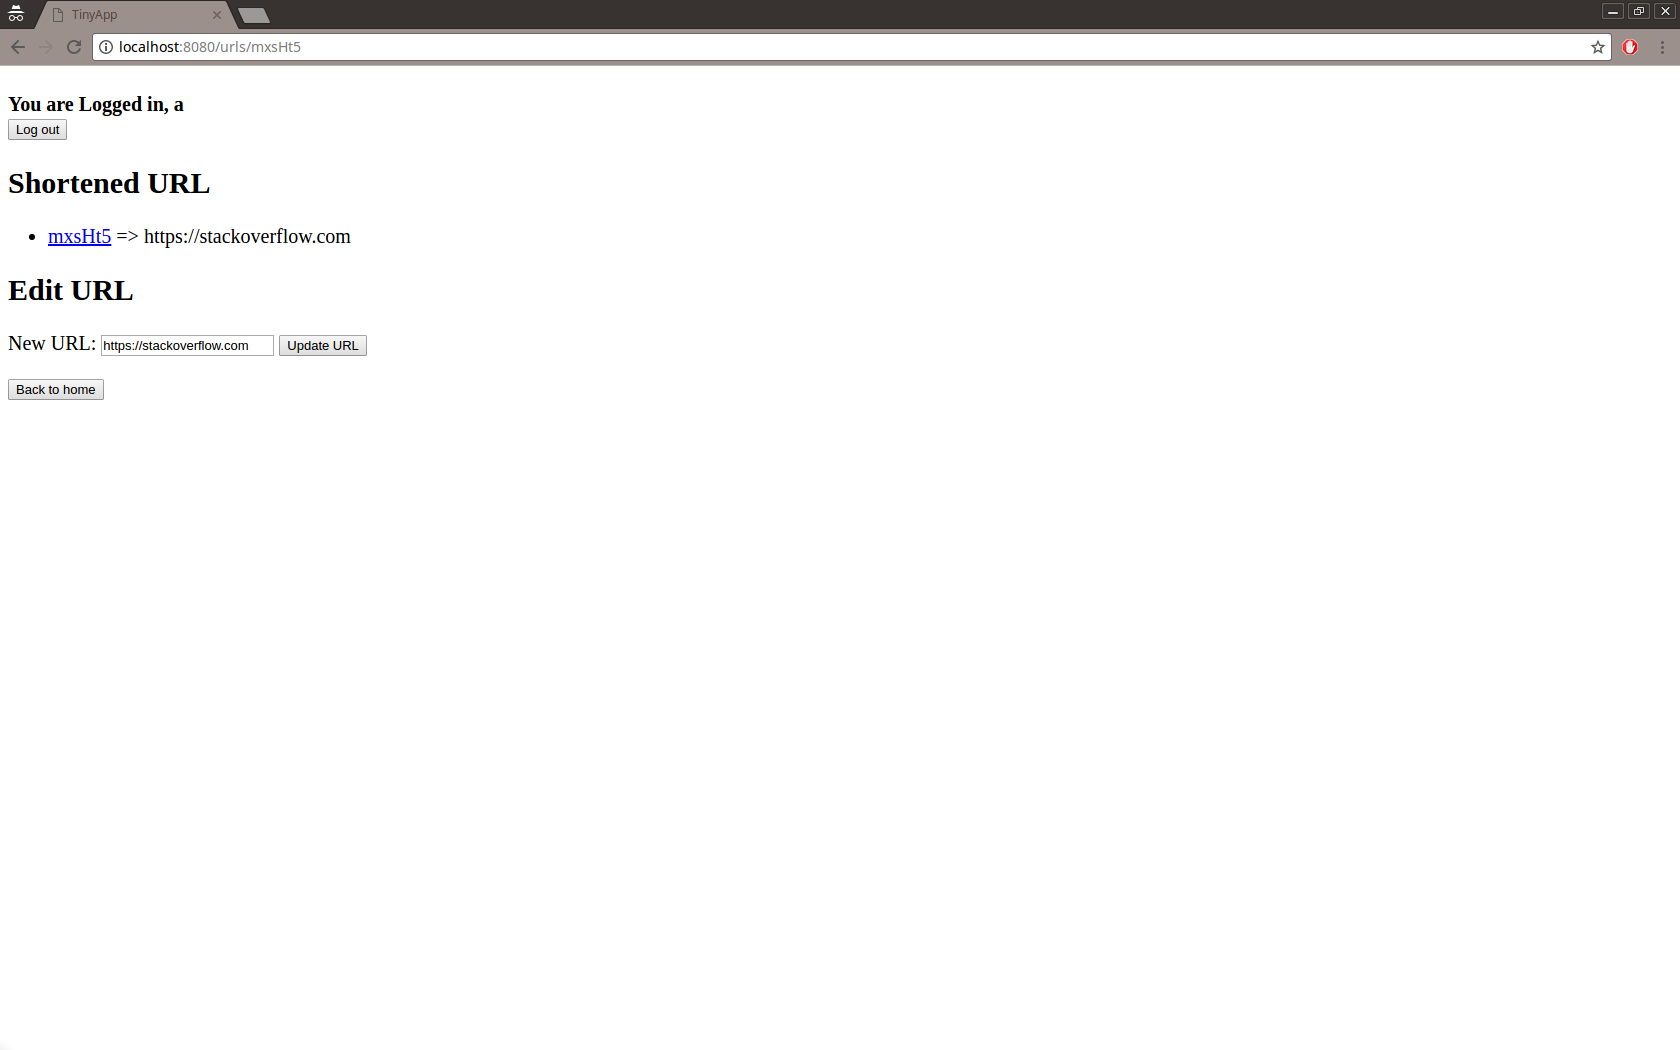 TinyApp
localhost:8080/urls/mxsHt5
You are Logged in, a
Log out
Shortened URL
mxsHt5 => https://stackoverflow.com
Edit URL
New URL: https://stackoverflow.com Update URL
Back to home